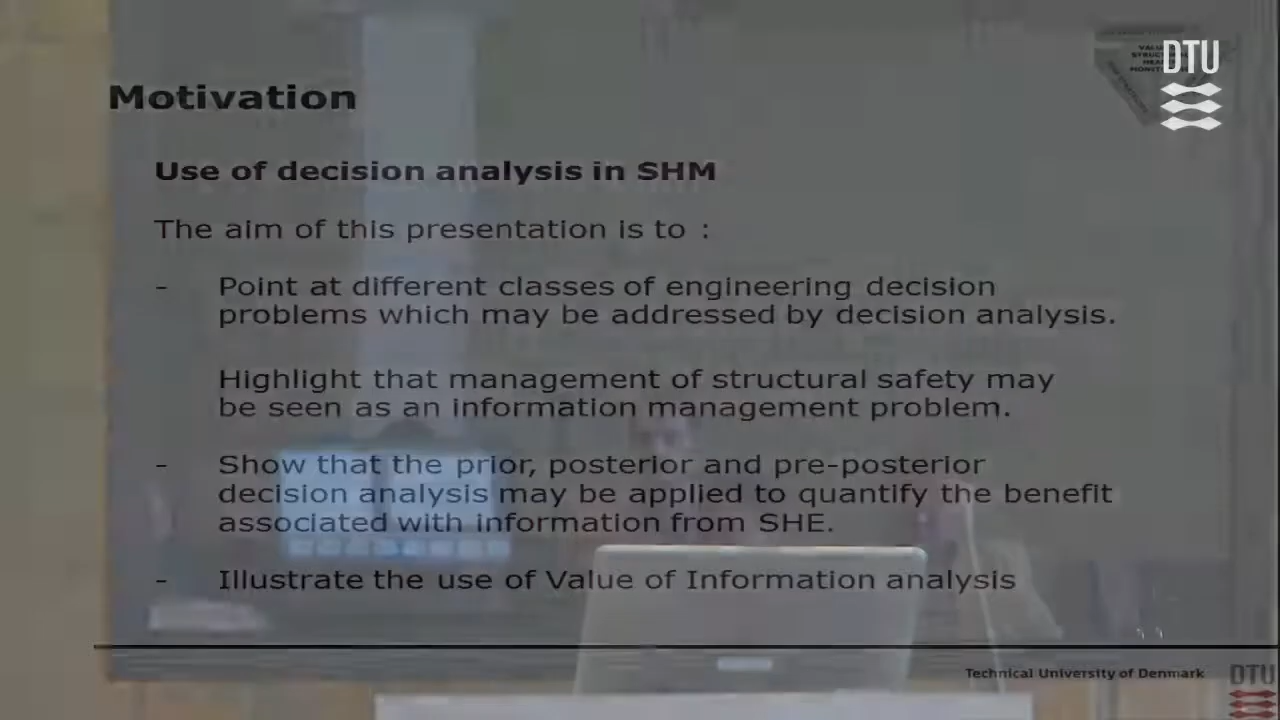 DTU
Motivation
Use of decision analysis in SHM
The aim of this presentation is to :
- Point at different classes of engineering decision
problems which may be addressed by decision analysis.
Highlight that management of structural safety may
be seen as an information management problem.
- Show that the prior, posterior and pre-posterior
decision analysis may be applied to quantify the benefit
associated with information from SHE.
- Illustrate the use of Value of Information analysis
Technical University of Denmark
DTU